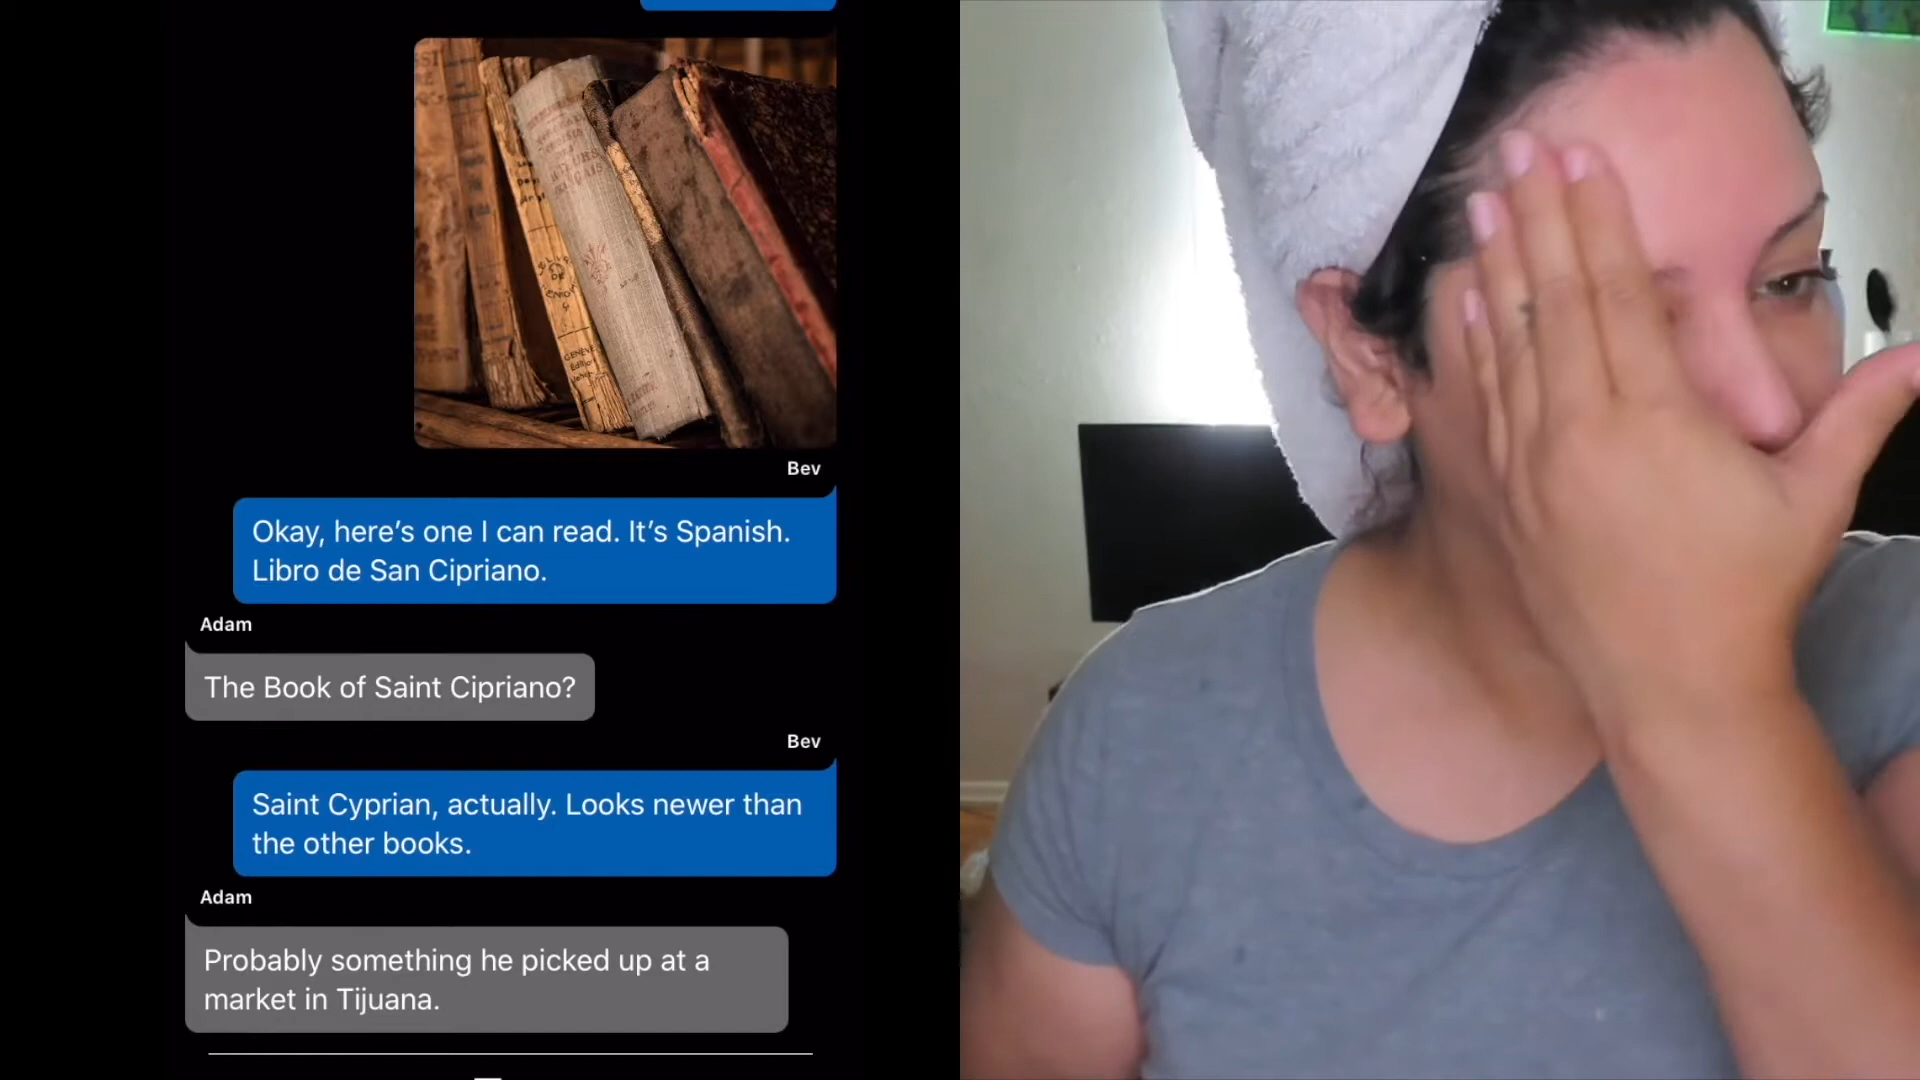 Bev
Okay, here’s one I can read. It’s Spanish.
Libro de San Cipriano.
Adam
The Book of Saint Cipriano?
Bev
Saint Cyprian, actually. Looks newer than
the other books.
Adam
Probably something he picked up at a
market in Tijuana.